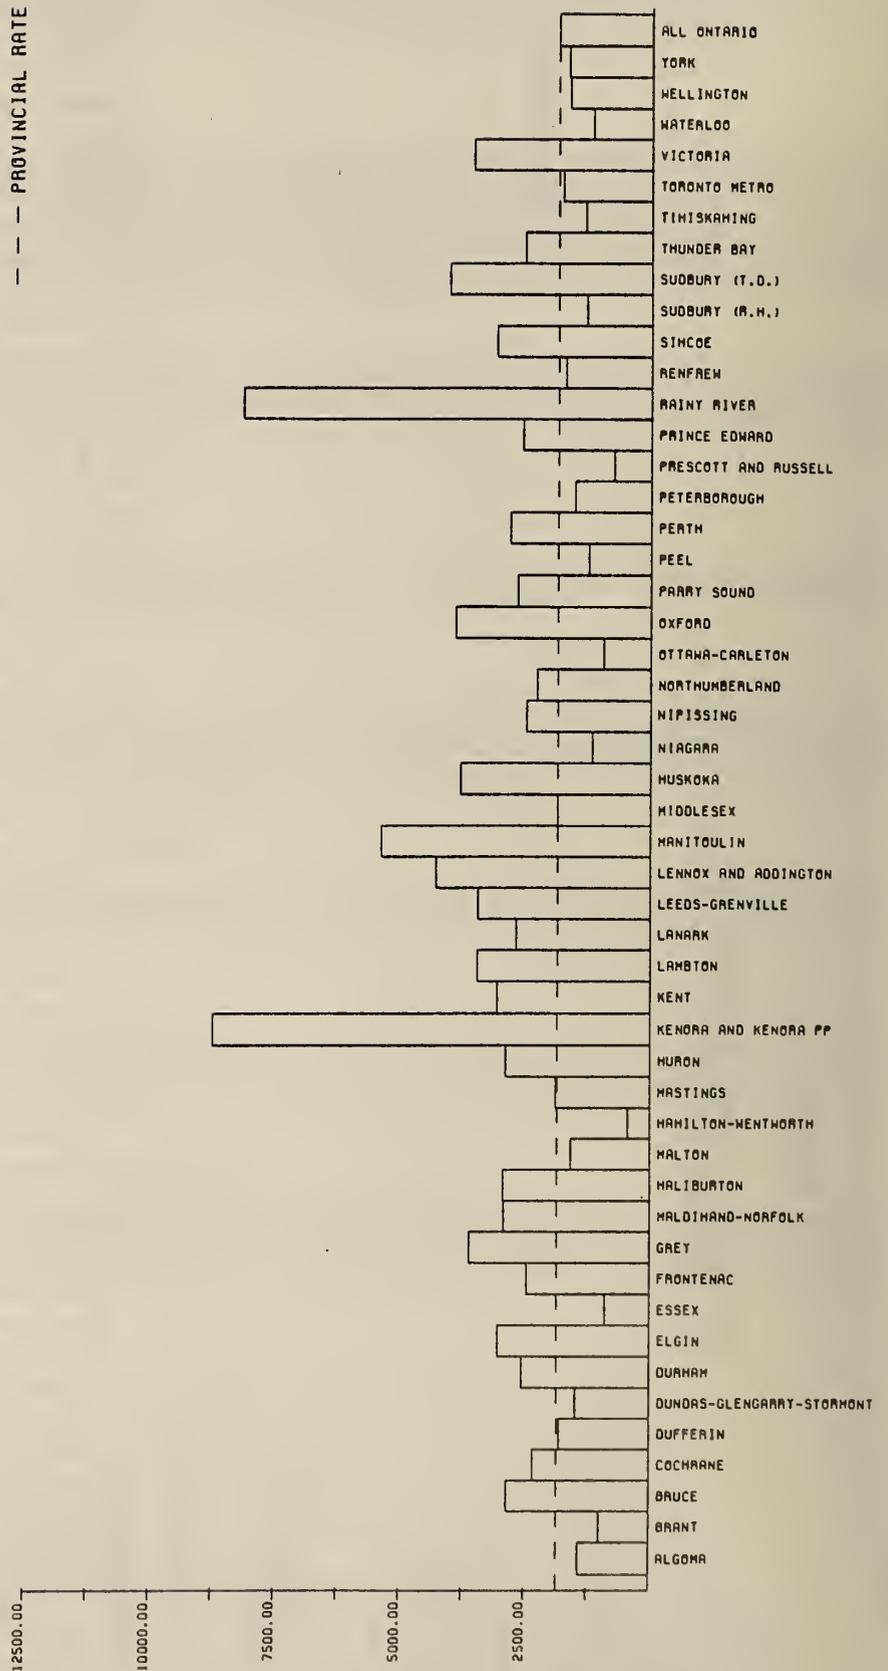 — — — PROVINCIAL RATE
ALL ONTARIO
YORK
WELLINGTON
WATERLOO
VICTORIA
TORONTO METRO
TIMISKAMING
THUNDER BAY
SUDBURY (T.D.)
SUDBURY (R.M.)
SIMCOE
RENFREW
RAINY RIVER
PRINCE EDWARD
PRESCOTT AND RUSSELL
PETERBOROUGH
PERTH
PEEL
PARRY SOUND
OXFORD
OTTAWA-CARLETON
NORTHUMBERLAND
NIPISSING
NIAGARA
MUSKOKA
MIDDLESEX
MANITOULIN
LENNOX AND ADDINGTON
LEEDS-GRENVILLE
LANARK
LAMBTON
KENT
KENORA AND KENORA PP
HURON
HASTINGS
HAMILTON-WENTWORTH
HALTON
HALIBURTON
HALDIMAND-NORFOLK
GREY
FRONTENAC
ESSEX
ELGIN
DURHAM
DUNDAS-GLENGARRY-STORMONT
DUFFERIN
COCHRANE
BRUCE
BRANT
ALGOMA
12500.00
10000.00
7500.00
5000.00
2500.00